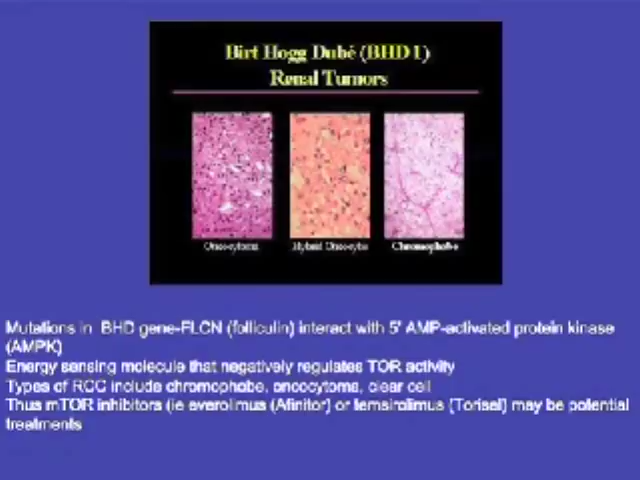 Birt Hogg Dubé (BHD 1)
Renal Tumors
Oncocytoma
Hybrid Oncocytic
Chromophobe
Mutations in BHD gene-FLCN (folliculin) interact with 5' AMP-activated protein kinase
(AMPK)
Energy sensing molecule that negatively regulates TOR activity
Types of RCC include chromophobe, oncocytoma, clear cell
Thus mTOR inhibitors (ie everolimus (Afinitor) or temsirolimus (Torisel) may be potential
treatments